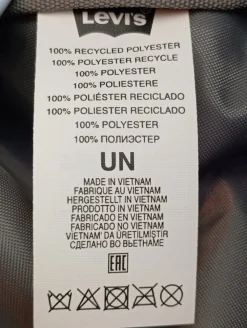 Levi's
100% RECYCLED POLYESTER
100% POLYESTER RECYCLE
100% POLYESTER
100% POLIESTERE
100% POLIÉSTER RECICLADO
100% POLIÉSTER RECICLADO
100% POLYESTER
100% ПОЛИЭСТЕР
UN
MADE IN VIETNAM
FABRIQUE AU VIETNAM
HERGESTELLT IN VIETNAM
PRODOTTO IN VIETNAM
FABRICADO EN VIETNAM
FABRICADO NO VIETNAM
VIETNAM' DA ÜRETILMIŞTIR
СДЕЛАНО ВО ВЬЕТНАМЕ
EAC